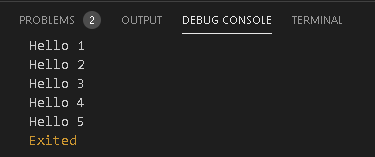 PROBLEMS 2 OUTPUT DEBUG CONSOLE TERMINAL
Hello 1
Hello 2
Hello 3
Hello 4
Hello 5
Exited